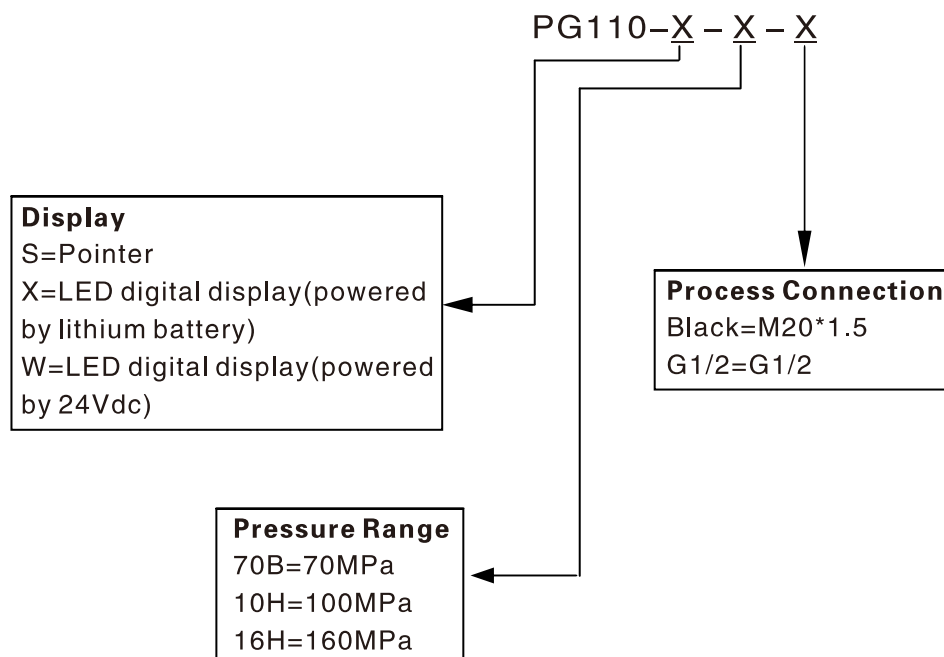 PG110-X-X-X
Display
S=Pointer
X=LED digital display(powered
by lithium battery)
W=LED digital display(powered
by 24Vdc)
Process Connection
Black=M20*1.5
G1/2=G1/2
Pressure Range
70B=70MPa
10H=100MPa
16H=160MPa